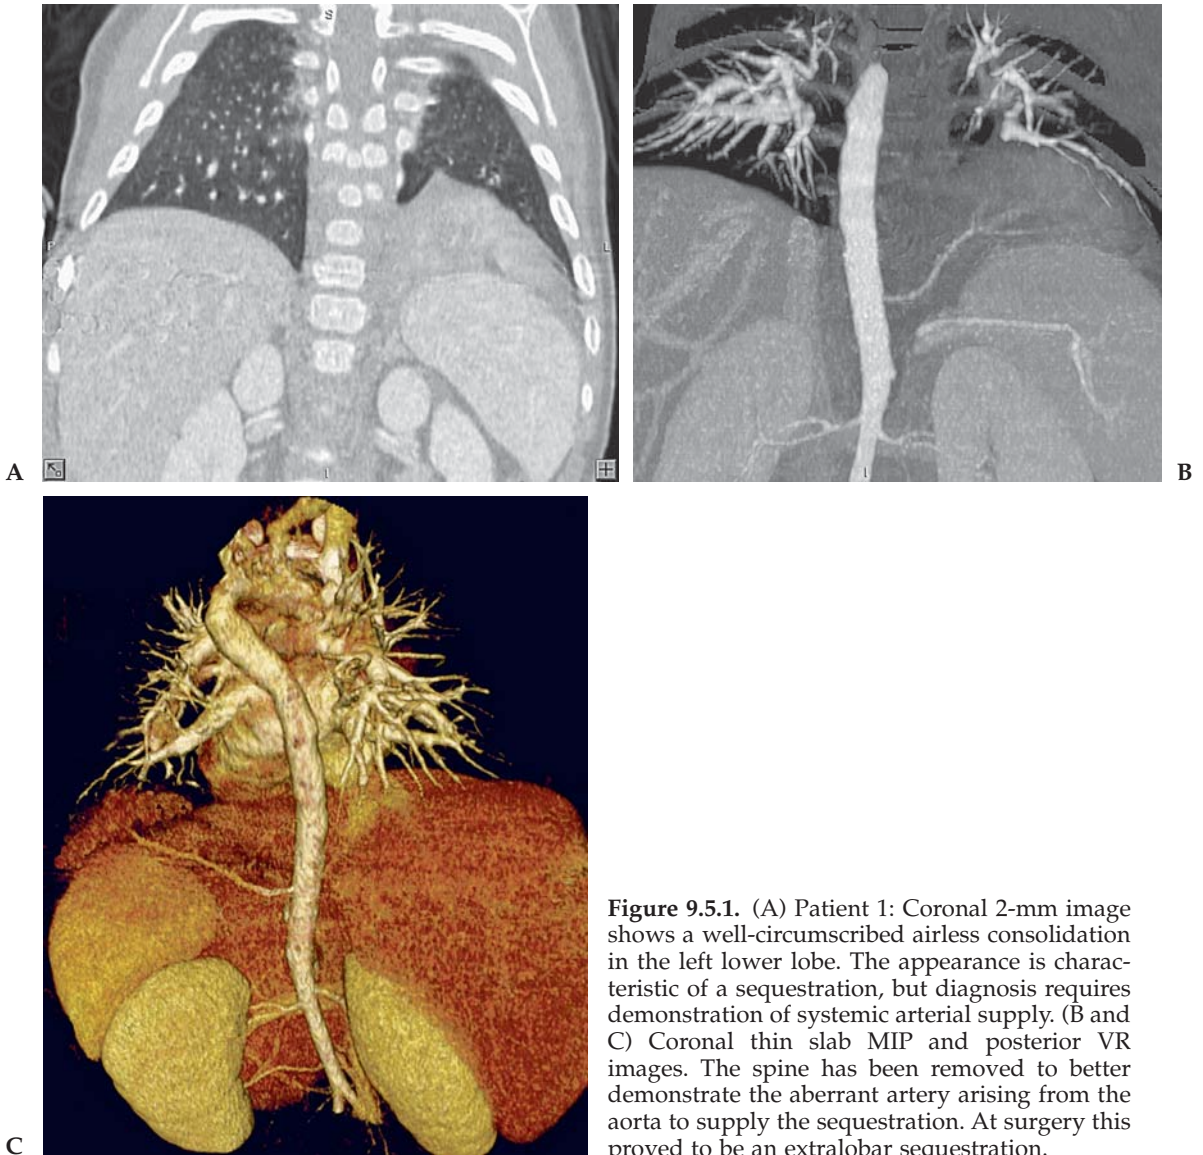 S
L
I
I
A
B
C
Figure 9.5.1. (A) Patient 1: Coronal 2-mm image
shows a well-circumscribed airless consolidation
in the left lower lobe. The appearance is charac-
teristic of a sequestration, but diagnosis requires
demonstration of systemic arterial supply. (B and
C) Coronal thin slab MIP and posterior VR
images. The spine has been removed to better
demonstrate the aberrant artery arising from the
aorta to supply the sequestration. At surgery this
proved to be an extralobar sequestration.